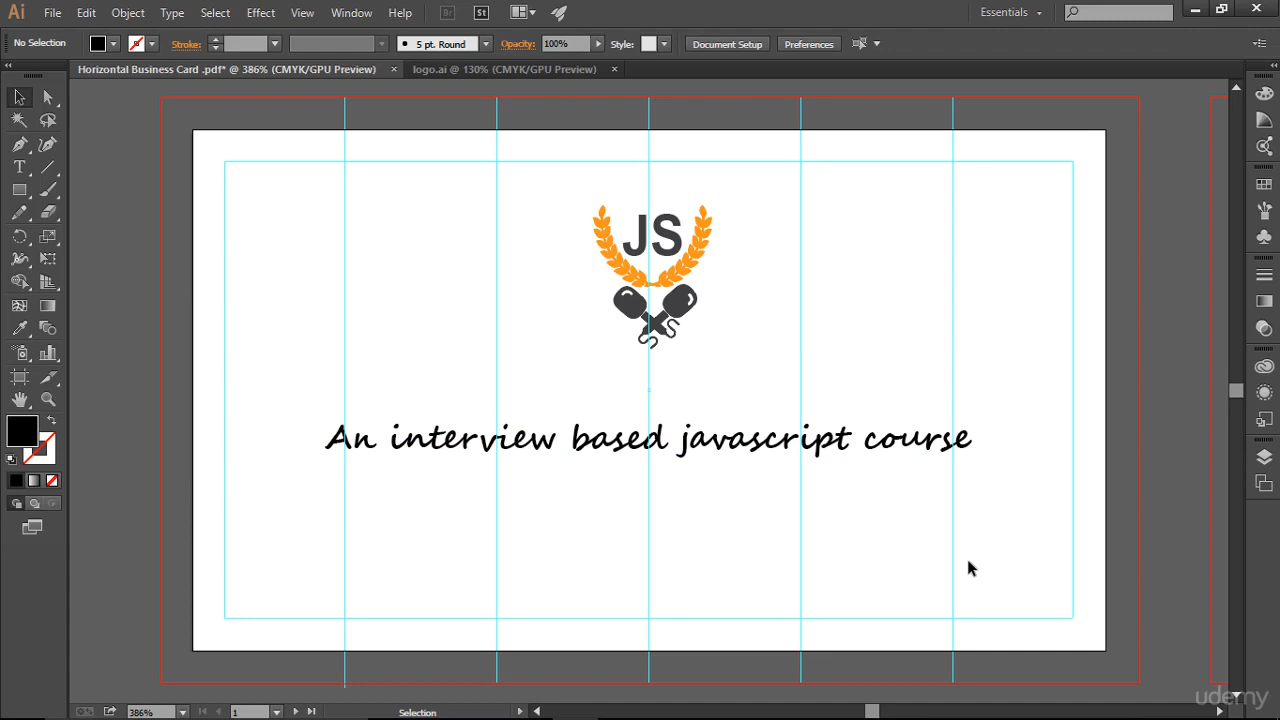 Ai File Edit Object Type Select Effect View Window Help Br St Essentials
No Selection Stroke: 5 pt. Round Opacity: 100% Style: Document Setup Preferences
Horizontal Business Card .pdf* @ 386% (CMYK/GPU Preview) × logo.ai @ 130% (CMYK/GPU Preview) ×
JS
An interview based javascript course
udemy
386% 1 Selection